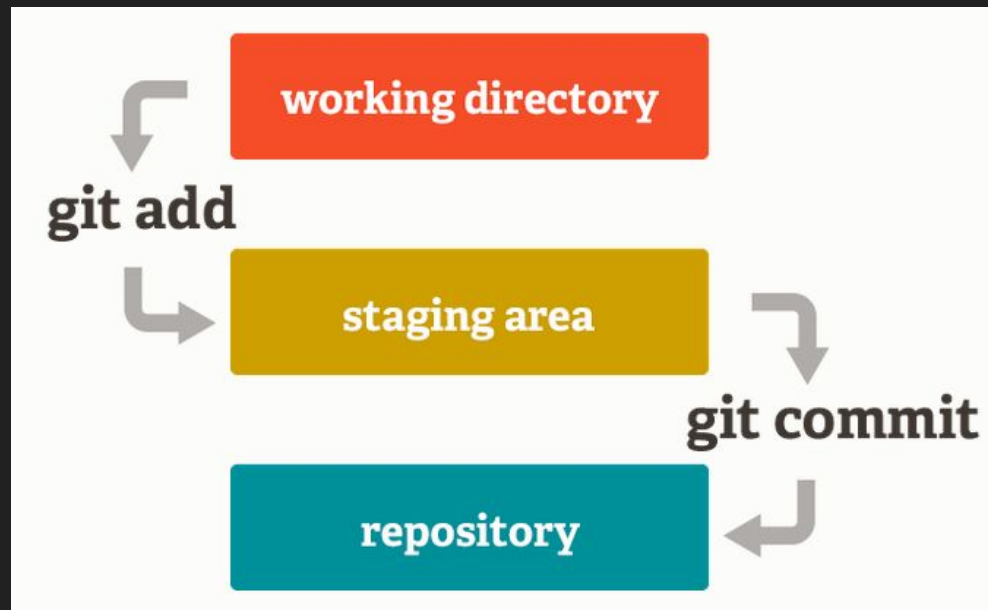 working directory
git add
staging area
git commit
repository